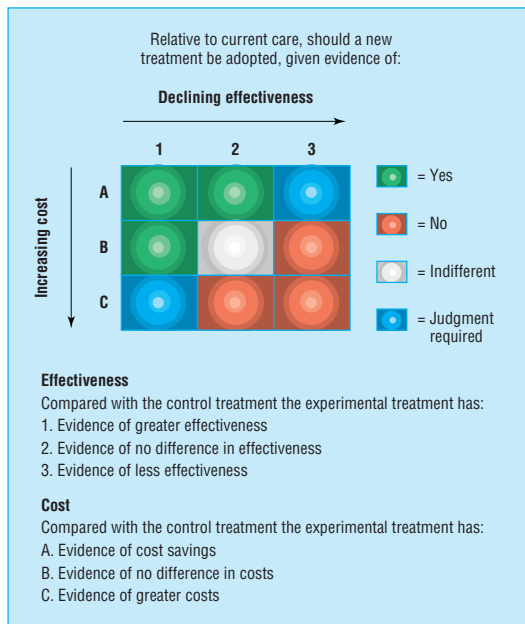 Relative to current care, should a new
treatment be adopted, given evidence of:
Declining effectiveness
1 2 3
Increasing cost
A
B
C
= Yes
= No
= Indifferent
= Judgment
required
Effectiveness
Compared with the control treatment the experimental treatment has:
1. Evidence of greater effectiveness
2. Evidence of no difference in effectiveness
3. Evidence of less effectiveness
Cost
Compared with the control treatment the experimental treatment has:
A. Evidence of cost savings
B. Evidence of no difference in costs
C. Evidence of greater costs